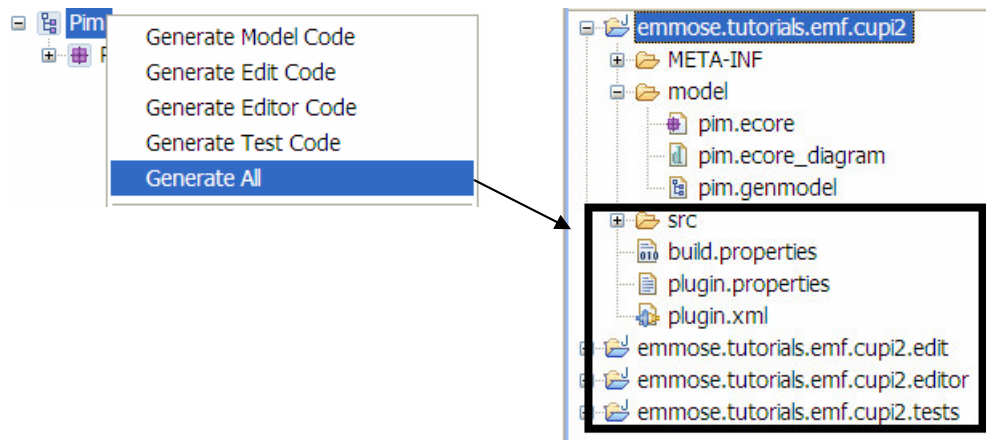 Pim
P
Generate Model Code
Generate Edit Code
Generate Editor Code
Generate Test Code
Generate All
emmose.tutorials.emf.cupi2
META-INF
model
pim.ecore
pim.ecore_diagram
pim.genmodel
src
build.properties
plugin.properties
plugin.xml
emmose.tutorials.emf.cupi2.edit
emmose.tutorials.emf.cupi2.editor
emmose.tutorials.emf.cupi2.tests